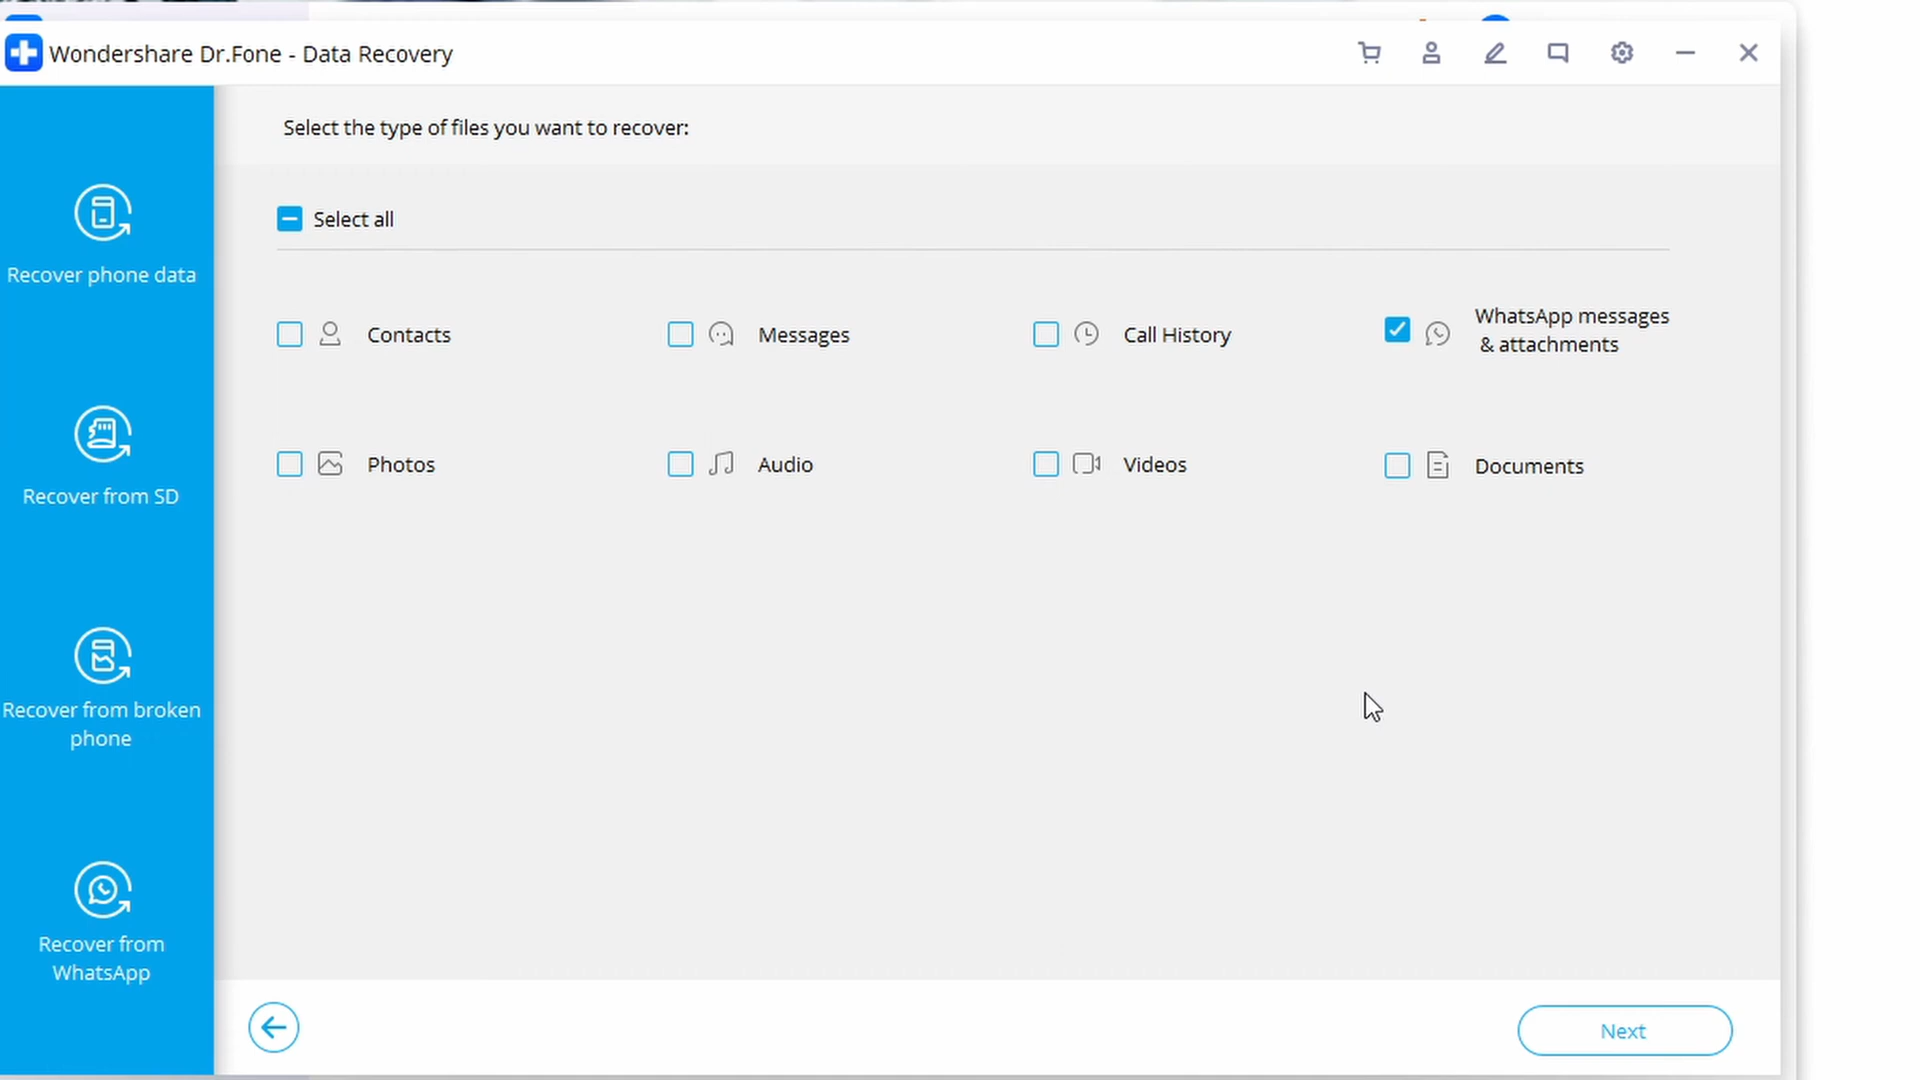 Wondershare Dr.Fone - Data Recovery
Select the type of files you want to recover:
Select all
Contacts
Messages
Call History
WhatsApp messages
& attachments
Photos
Audio
Videos
Documents
Recover phone data
Recover from SD
Recover from broken
phone
Recover from
WhatsApp
Next